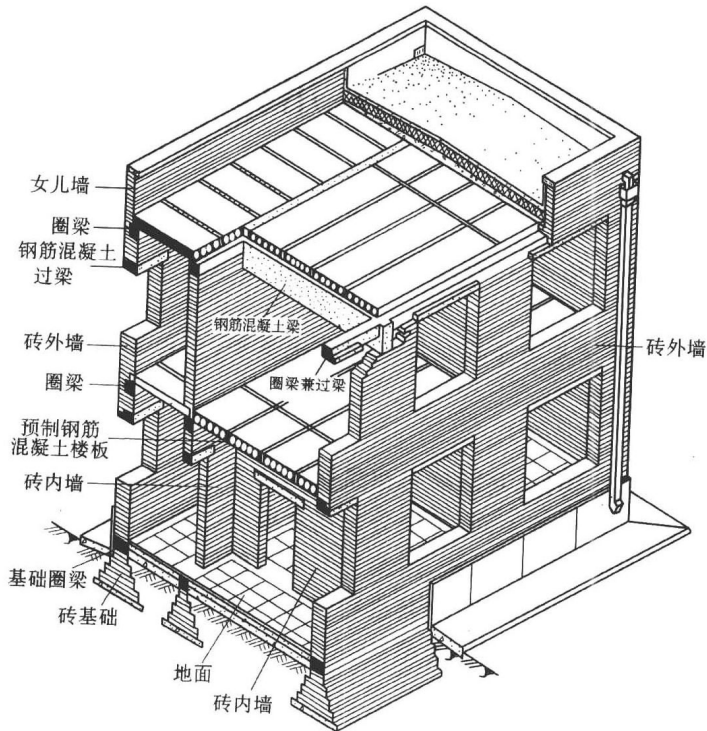 女儿墙
圈梁
钢筋混凝土
过梁
钢筋混凝土梁
砖外墙
圈梁兼过梁
砖外墙
圈梁
预制钢筋
混凝土楼板
砖内墙
基础圈梁
砖基础
地面
砖内墙